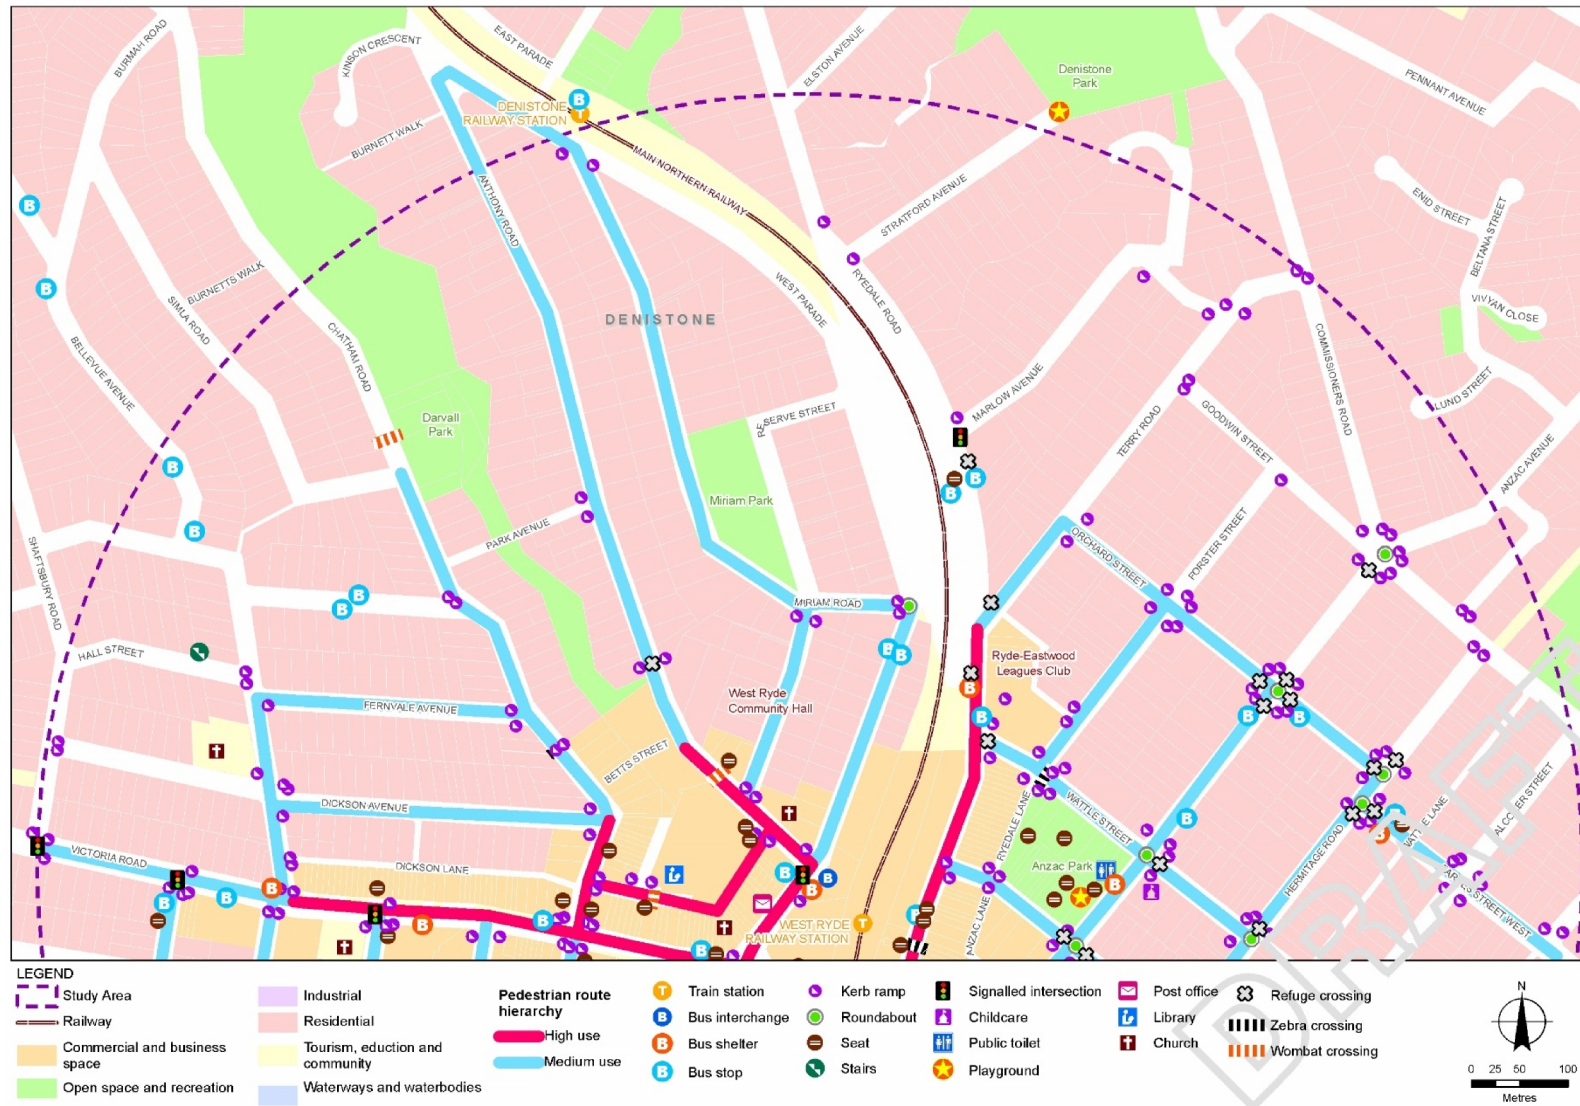 BURMAH ROAD
KINSON CRESCENT
EAST PARADE
ELSTON AVENUE
Denistone
Park
PENNANT AVENUE
DENISTONE
RAILWAY STATION
BURNETT WALK
MAIN NORTHERN RAILWAY
ANTHONY ROAD
STRATFORD AVENUE
ENID STREET
BELTANA STREET
BURNETTS WALK
SIMLA ROAD
WEST PARADE
RYEDALE ROAD
VIVYAN CLOSE
DENISTONE
CHATHAM ROAD
COMMISSIONERS ROAD
BELLEVUE AVENUE
MARLOW AVENUE
LUND STREET
Darvall
Park
RESERVE STREET
TERRY ROAD
GOODWIN STREET
ANZAC AVENUE
Miriam Park
PARK AVENUE
ORCHARD STREET
FORSTER STREET
SHAFTSBURY ROAD
MIRIAM ROAD
HALL STREET
Ryde-Eastwood
Leagues Club
West Ryde
Community Hall
FERNVALE AVENUE
BETTS STREET
DICKSON AVENUE
RYEDALE LANE
WATTLE STREET
WATTLE LANE
VICTORIA ROAD
DICKSON LANE
Anzac Park
HERMITAGE ROAD
WEST RYDE
RAILWAY STATION
ANZAC LANE
DRAFT
LEGEND
Study Area
Railway
Commercial and business
space
Open space and recreation
Industrial
Residential
Tourism, eduction and
community
Waterways and waterbodies
Pedestrian route
hierarchy
High use
Medium use
T Train station
B Bus interchange
B Bus shelter
B Bus stop
Kerb ramp
Roundabout
Seat
Stairs
Signalled intersection
Childcare
Public toilet
Playground
Post office
Library
Church
Refuge crossing
Zebra crossing
Wombat crossing
N
0 25 50 100
Metres